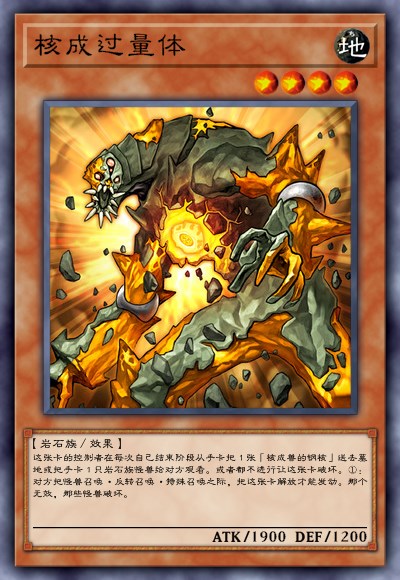 核成过量体
地
【岩石族／效果】
这张卡的控制者在每次自己结束阶段从手卡把1张「核成兽的钢核」送去墓
地或把手卡1只岩石族怪兽给对方观看。或者都不进行让这张卡破坏。①：
对方把怪兽召唤・反转召唤・特殊召唤之际，把这张卡解放才能发动。那个
无效，那些怪兽破坏。
ATK/1900 DEF/1200